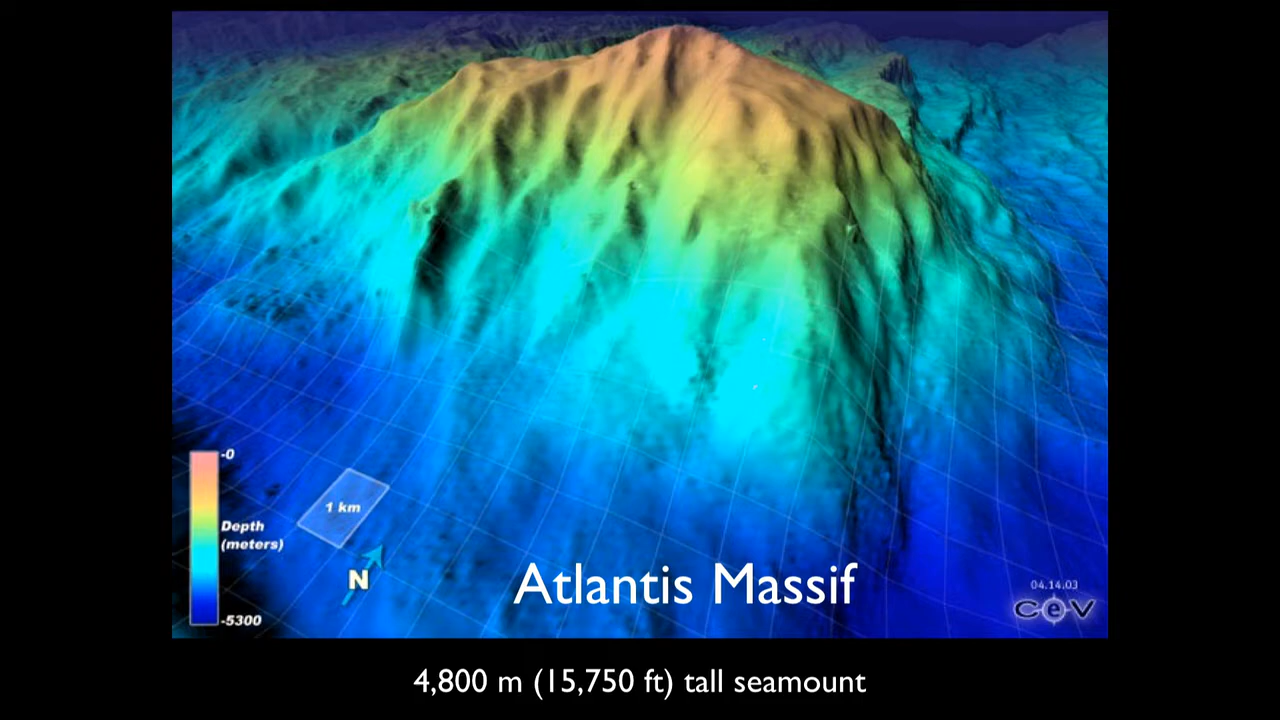 -0
Depth
(meters)
-5300
1 km
N
Atlantis Massif
04.14.03
CeV
4,800 m (15,750 ft) tall seamount